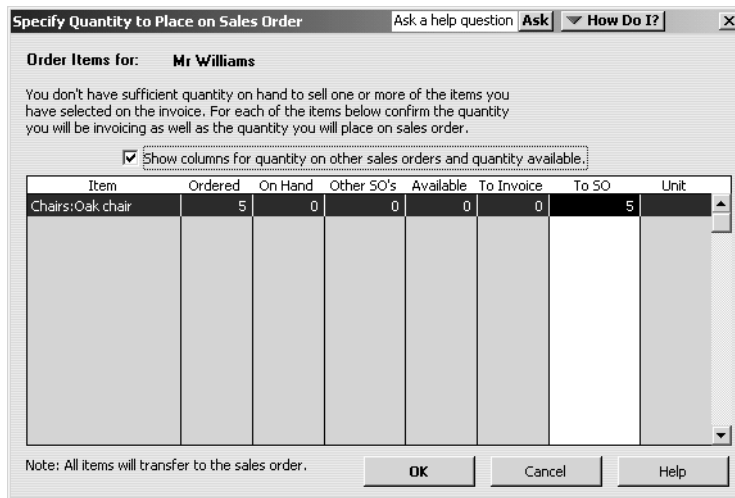 Specify Quantity to Place on Sales Order
Ask a help question Ask How Do I? X
Order Items for: Mr Williams
You don't have sufficient quantity on hand to sell one or more of the items you
have selected on the invoice. For each of the items below confirm the quantity
you will be invoicing as well as the quantity you will place on sales order.
Show columns for quantity on other sales orders and quantity available.
Item Ordered On Hand Other SO's Available To Invoice To SO Unit
Chairs:Oak chair 5 0 0 0 0 5
Note: All items will transfer to the sales order.
OK Cancel Help